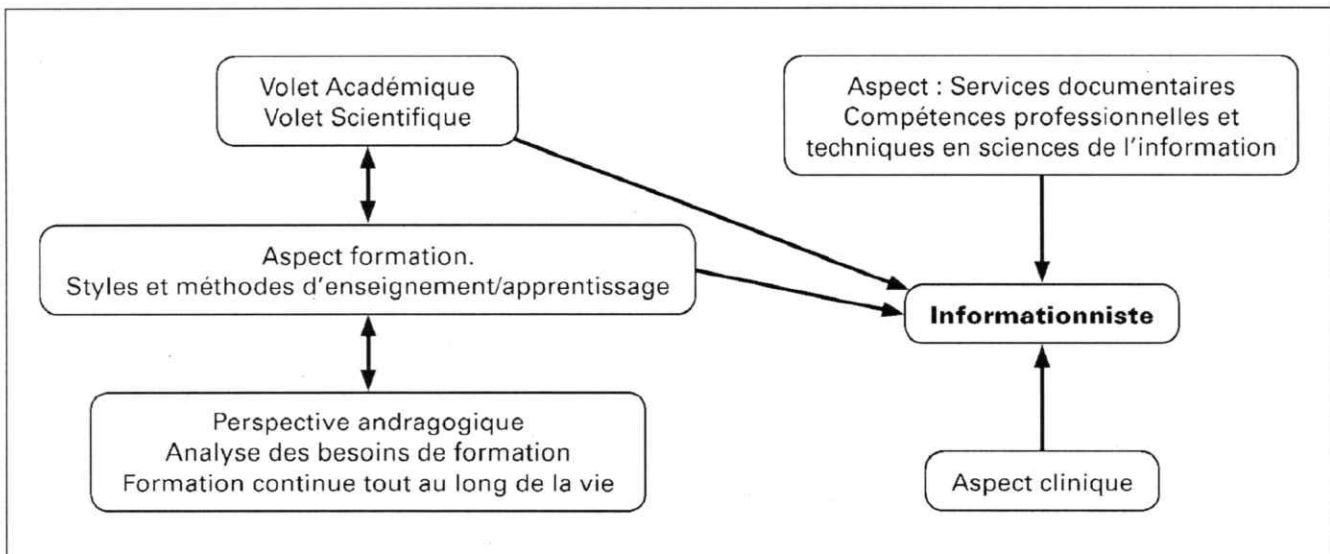 Volet Académique
Volet Scientifique
Aspect : Services documentaires
Compétences professionnelles et
techniques en sciences de l'information
Aspect formation.
Styles et méthodes d'enseignement/apprentissage
Informationniste
Perspective andragogique
Analyse des besoins de formation
Formation continue tout au long de la vie
Aspect clinique